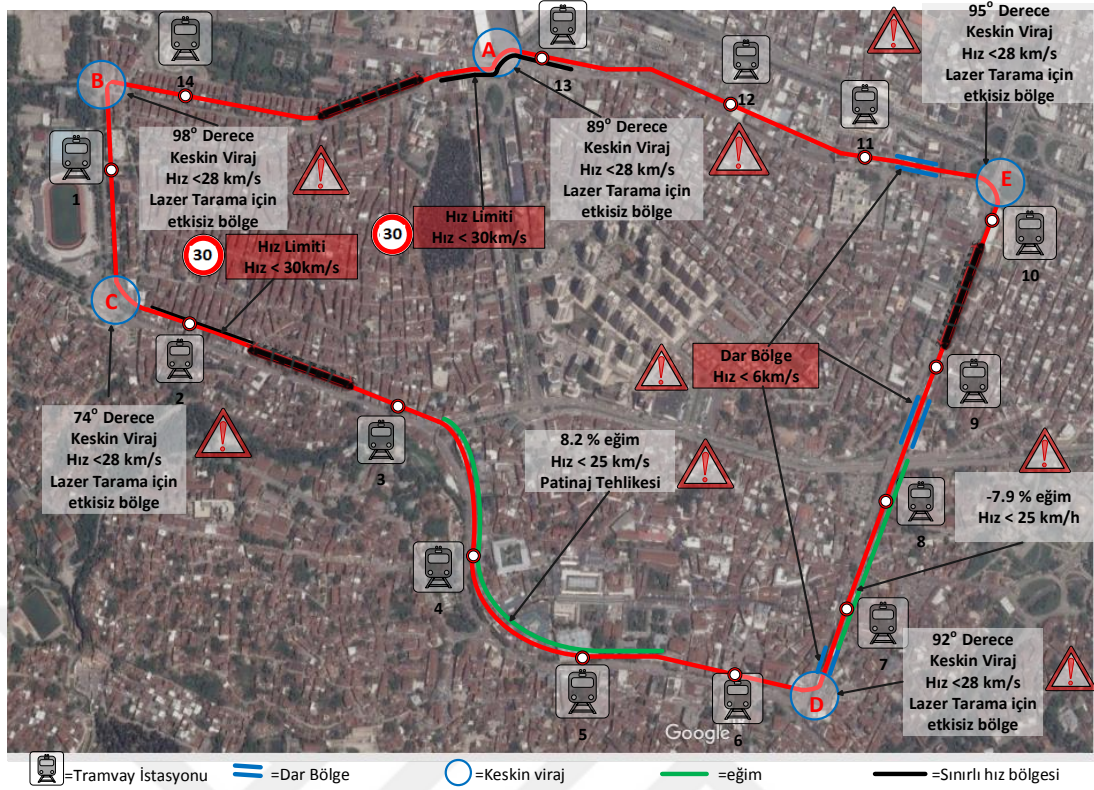 95° Derece
Keskin Viraj
Hız <28 km/s
Lazer Tarama için
etkisiz bölge
A
B
14
13
12
11
98° Derece
Keskin Viraj
Hız <28 km/s
Lazer Tarama için
etkisiz bölge
89° Derece
Keskin Viraj
Hız <28 km/s
Lazer Tarama için
etkisiz bölge
E
1
30
Hız Limiti
Hız < 30km/s
30
Hız Limiti
Hız < 30km/s
10
C
2
Dar Bölge
Hız < 6km/s
9
74° Derece
Keskin Viraj
Hız <28 km/s
Lazer Tarama için
etkisiz bölge
3
8.2 % eğim
Hız < 25 km/s
Patinaj Tehlikesi
-7.9 % eğim
Hız < 25 km/h
8
4
7
92° Derece
Keskin Viraj
Hız <28 km/s
Lazer Tarama için
etkisiz bölge
D
5
6
Google
=Tramvay İstasyonu
=Dar Bölge
=Keskin viraj
=eğim
=Sınırlı hız bölgesi